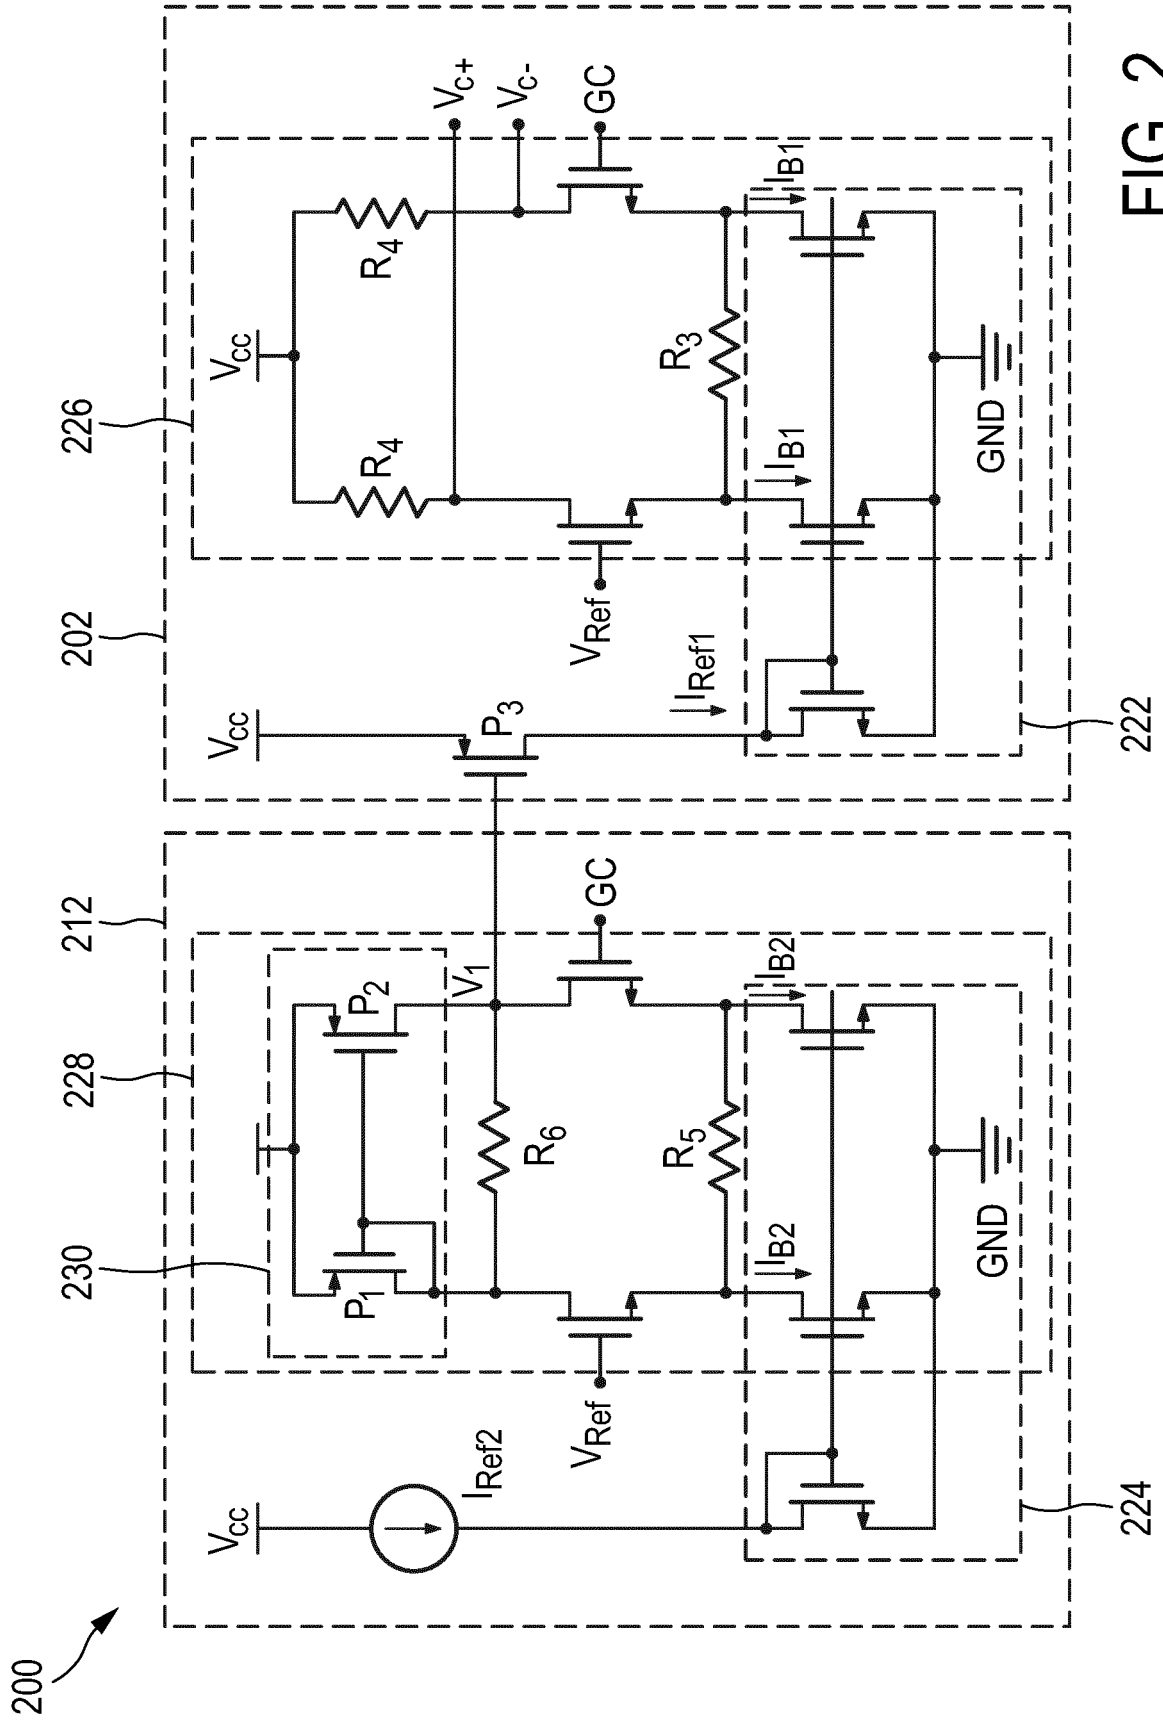 200
212
228
230
224
Vcc
IRef2
P1
P2
V1
R6
R5
VRef
GC
IB2
IB2
GND
202
226
222
Vcc
P3
IRef1
Vcc
R4
R4
Vc+
Vc-
VRef
GC
R3
IB1
IB1
GND
FIG. 2